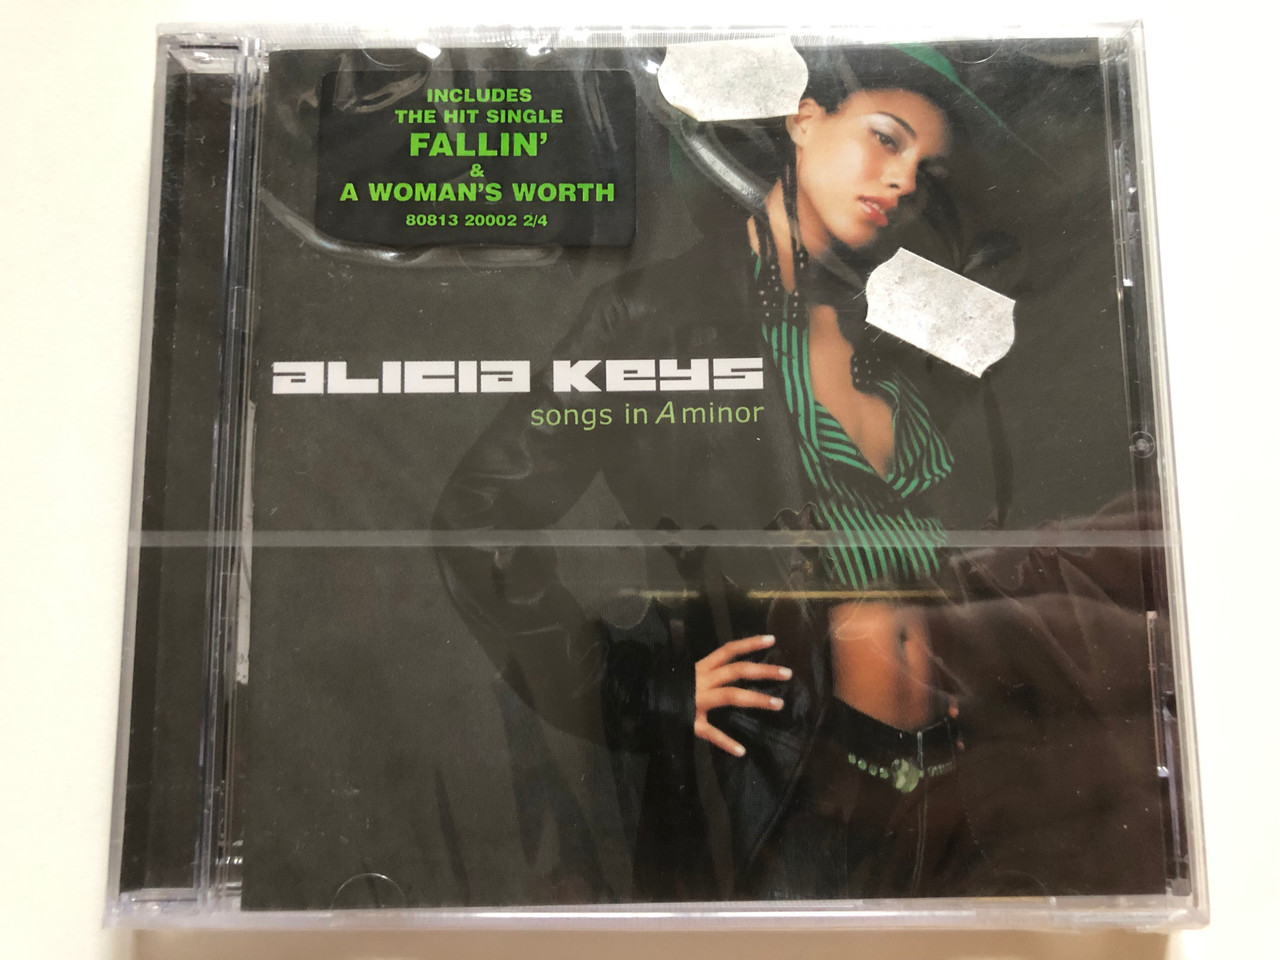 INCLUDES
THE HIT SINGLE
FALLIN'
&
A WOMAN'S WORTH
80813 20002 2/4
aLICIa Keys
songs in A minor